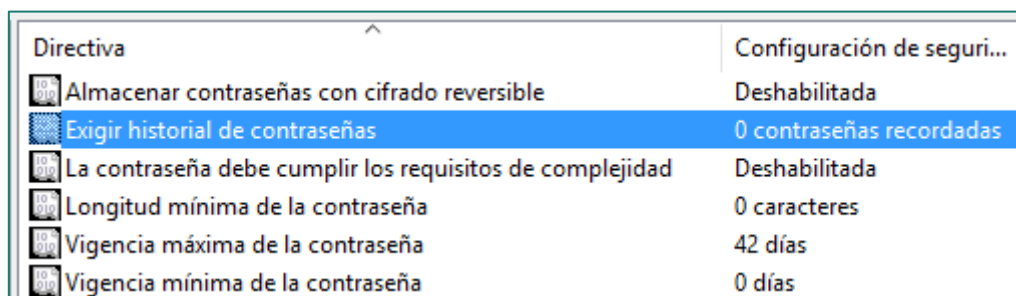 Directiva Configuración de seguri...
Almacenar contraseñas con cifrado reversible Deshabilitada
Exigir historial de contraseñas 0 contraseñas recordadas
La contraseña debe cumplir los requisitos de complejidad Deshabilitada
Longitud mínima de la contraseña 0 caracteres
Vigencia máxima de la contraseña 42 días
Vigencia mínima de la contraseña 0 días